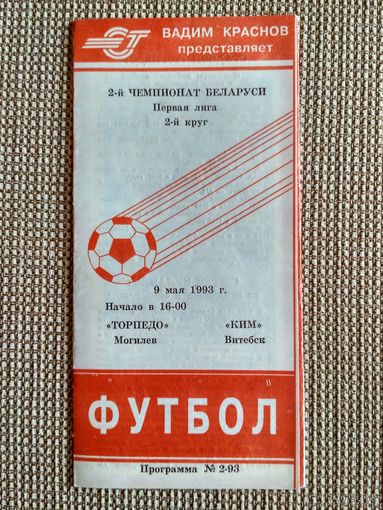 ВАДИМ КРАСНОВ
представляет
2-й ЧЕМПИОНАТ БЕЛАРУСИ
Первая лига
2-й круг
9 мая 1993 г.
Начало в 16-00
«ТОРПЕДО» «КИМ»
Могилев Витебск
ФУТБОЛ
Программа № 2-93